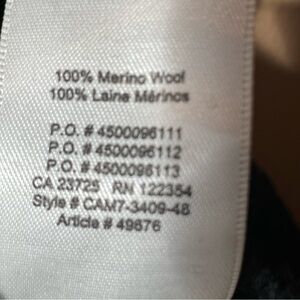 100% Merino Wool
100% Laine Mérinos
P.O. # 4500096111
P.O. # 4500096112
P.O. # 4500096113
CA 23725 RN 122354
Style # CAM7-3409-48
Article # 49676